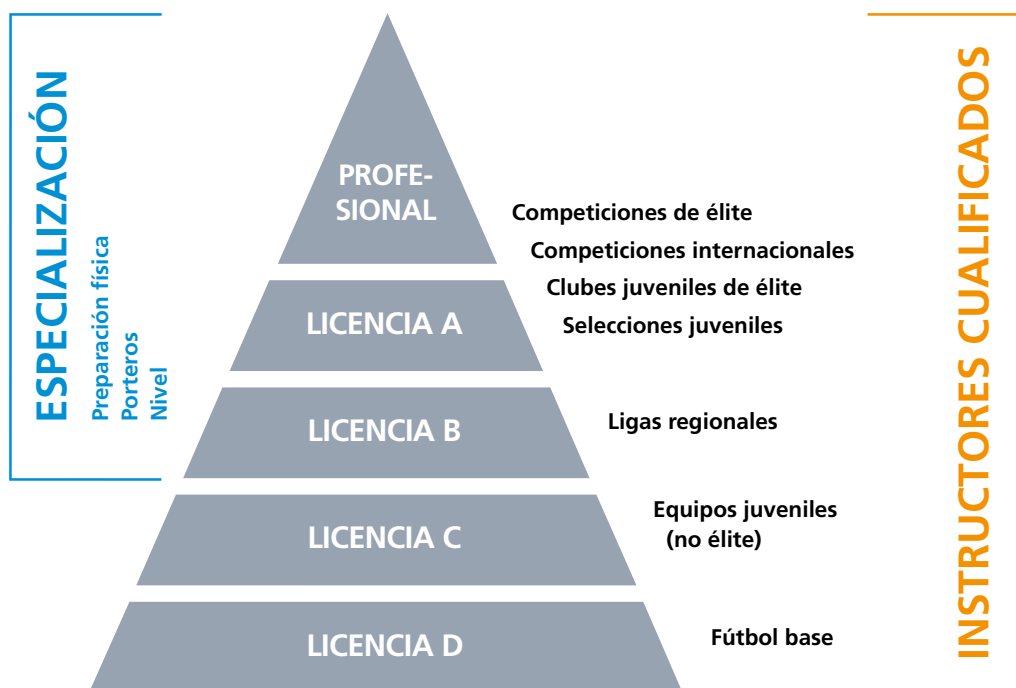 ESPECIALIZACIÓN
Preparación física
Porteros
Nivel
PROFE-
SIONAL
Competiciones de élite
Competiciones internacionales
Clubes juveniles de élite
LICENCIA A
Selecciones juveniles
LICENCIA B
Ligas regionales
LICENCIA C
Equipos juveniles
(no élite)
LICENCIA D
Fútbol base
INSTRUCTORES CUALIFICADOS